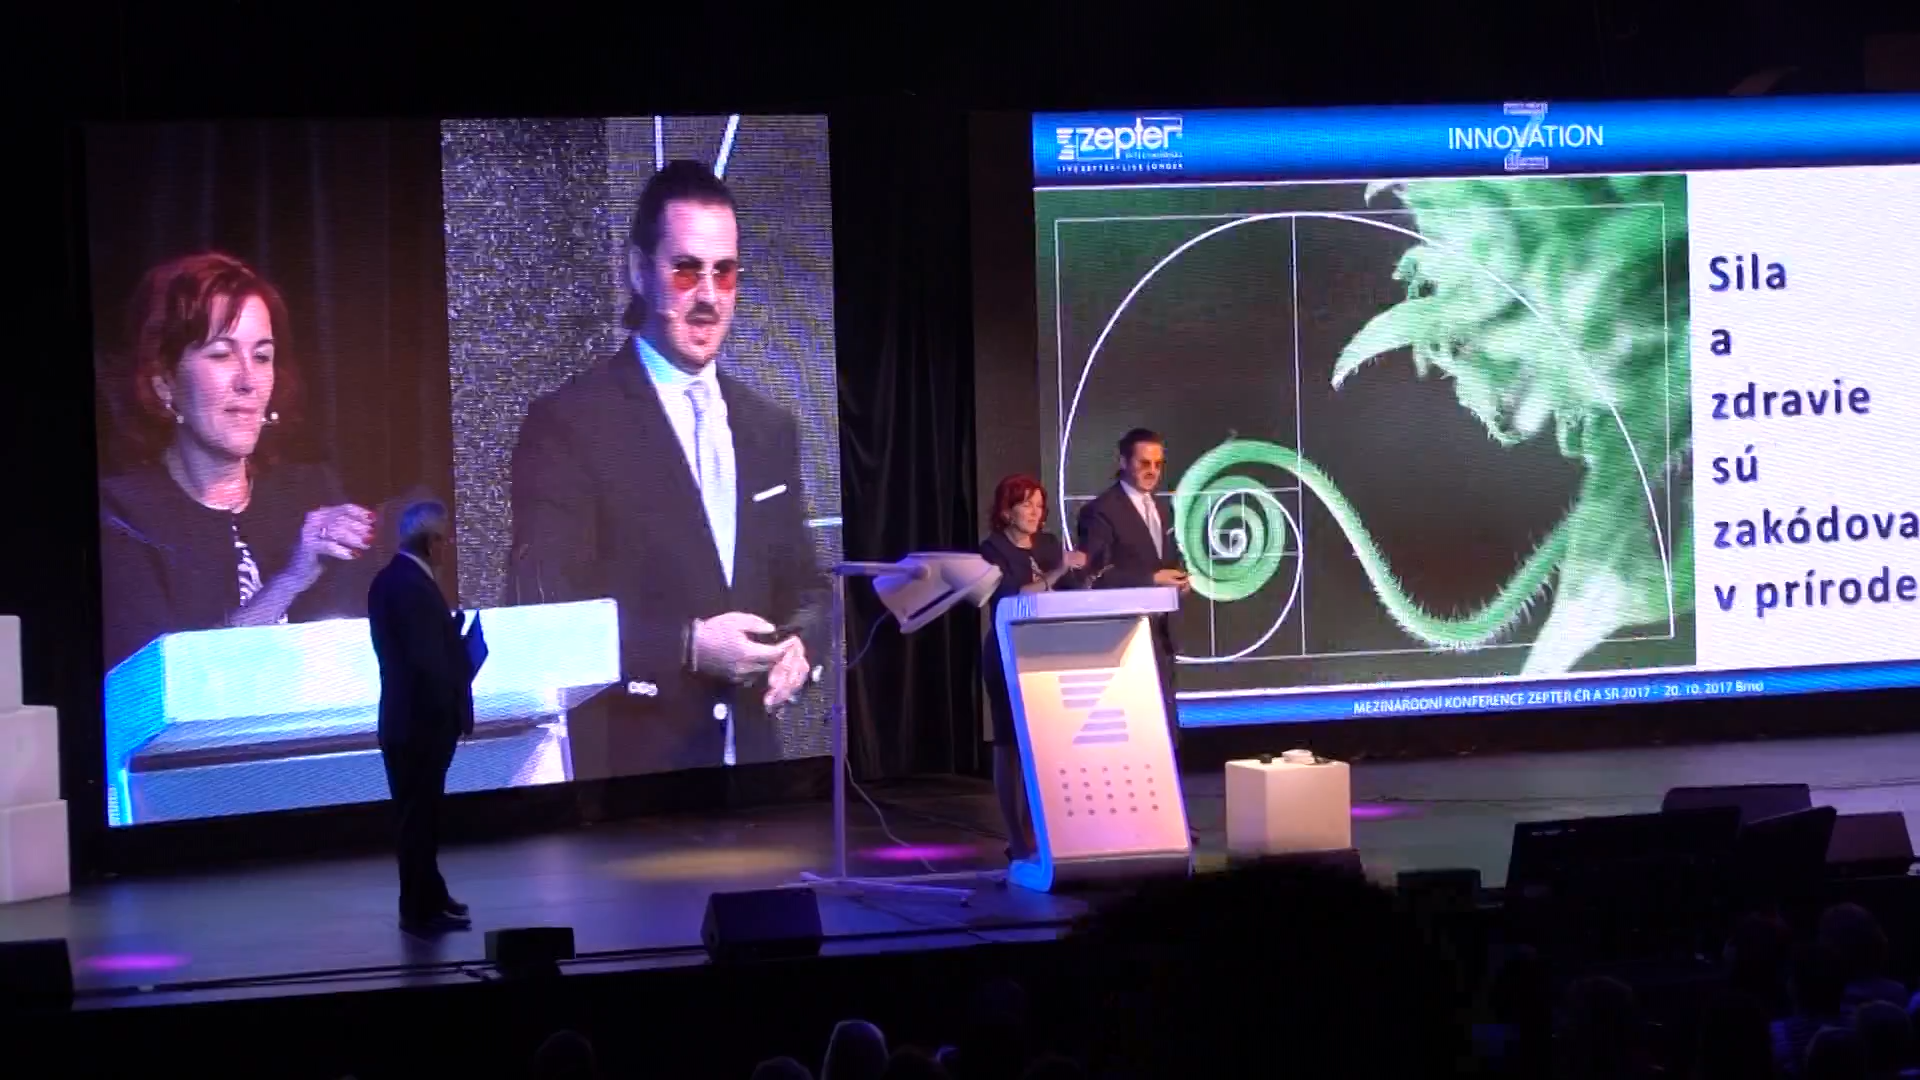 zepter
INTERNATIONAL
LIVE ZEPTER - LIVE LONGER
INNOVATION
Sila
a
zdravie
sú
zakódova
v prírode
MEZINÁRODNÍ KONFERENCE ZEPTER ČR A SR 2017 - 20. 10. 2017 Brno